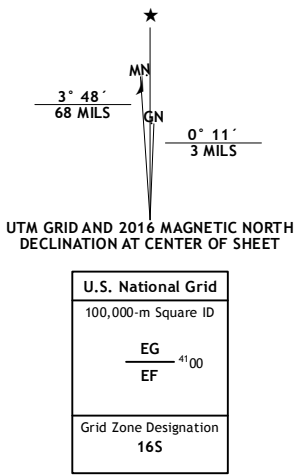 ★
MN
GN
3° 48´
68 MILS
0° 11´
3 MILS
UTM GRID AND 2016 MAGNETIC NORTH
DECLINATION AT CENTER OF SHEET
U.S. National Grid
100,000-m Square ID
EG
4100
EF
Grid Zone Designation
16S